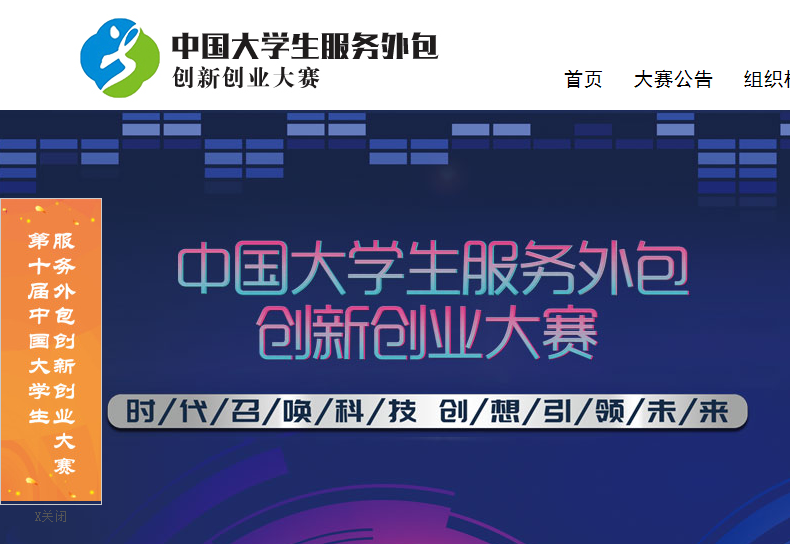 中国大学生服务外包
创新创业大赛
首页 大赛公告 组织
第十届中国大学生
服务外包创新创业大赛
中国大学生服务外包
创新创业大赛
时/代/召/唤/科/技 创/想/引/领/未/来
X关闭